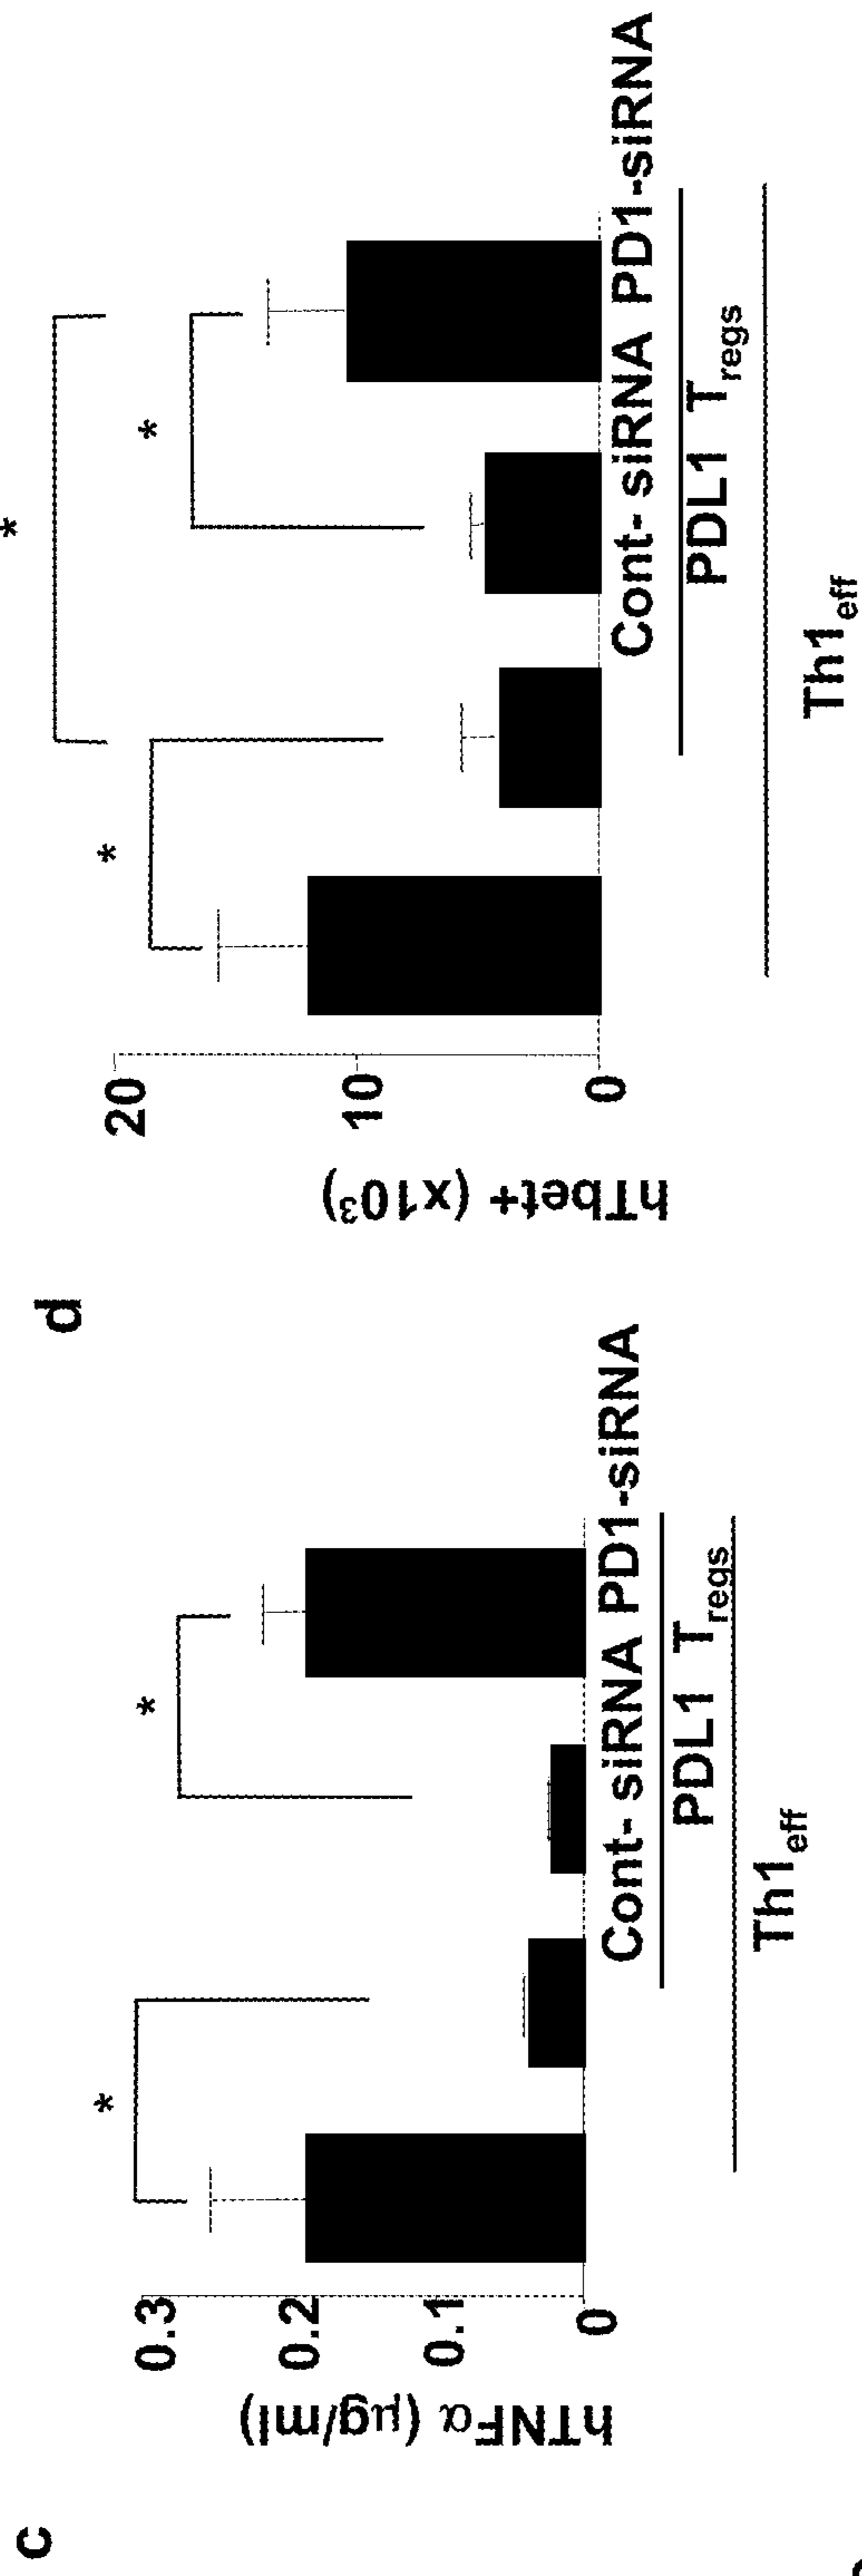 c
hTNFα (μg/ml)
0.3
0.2
0.1
0
*
*
Cont- siRNA PD1-siRNA
PDL1 Tregs
Th1eff
d
hTbet+ (x10³)
20
10
0
*
*
*
Cont- siRNA PD1-siRNA
PDL1 Tregs
Th1eff